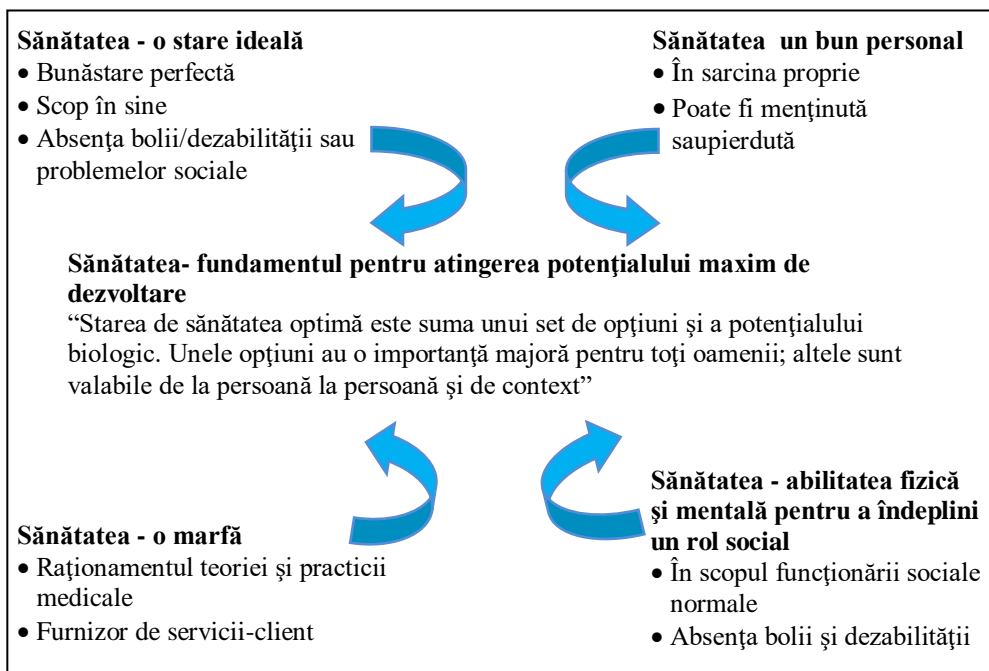 Sănătatea - o stare ideală
• Bunăstare perfectă
• Scop în sine
• Absenţa bolii/dezabilităţii sau
problemelor sociale
Sănătatea un bun personal
• În sarcina proprie
• Poate fi menţinută
saupierdută
Sănătatea- fundamentul pentru atingerea potenţialului maxim de
dezvoltare
“Starea de sănătatea optimă este suma unui set de opţiuni şi a potenţialului
biologic. Unele opţiuni au o importanţă majoră pentru toţi oamenii; altele sunt
valabile de la persoană la persoană şi de context”
Sănătatea - o marfă
• Raţionamentul teoriei şi practicii
medicale
• Furnizor de servicii-client
Sănătatea - abilitatea fizică
şi mentală pentru a îndeplini
un rol social
• În scopul funcţionării sociale
normale
• Absenţa bolii şi dezabilităţii